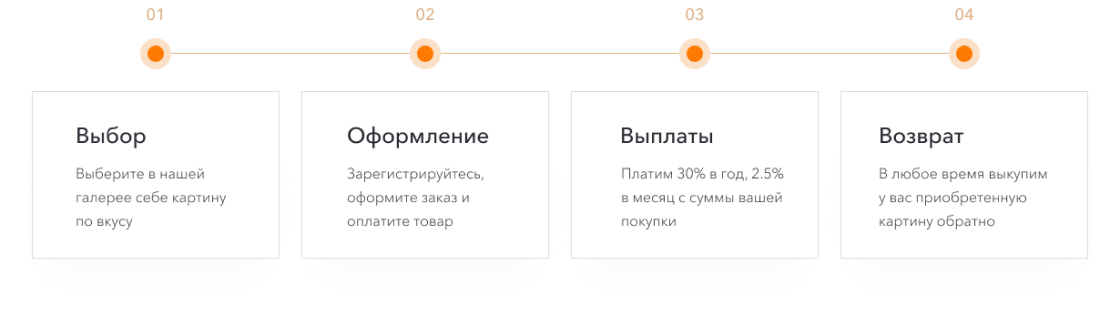 01
02
03
04
Выбор
Выберите в нашей
галерее себе картину
по вкусу
Оформление
Зарегистрируйтесь,
оформите заказ и
оплатите товар
Выплаты
Платим 30% в год, 2.5%
в месяц с суммы вашей
покупки
Возврат
В любое время выкупим
у вас приобретенную
картину обратно